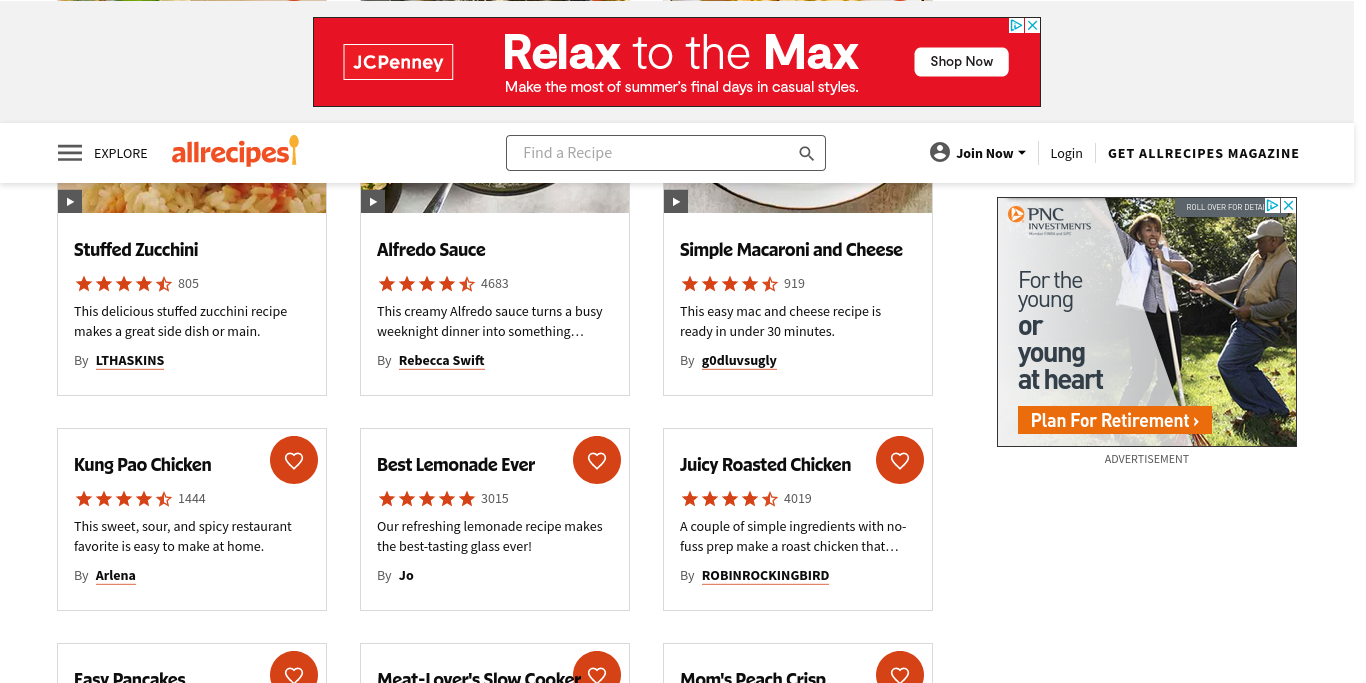 JCPenney
Relax to the Max
Make the most of summer's final days in casual styles.
Shop Now
EXPLORE
allrecipes
Find a Recipe
Join Now
Login
GET ALLRECIPES MAGAZINE
Stuffed Zucchini
805
This delicious stuffed zucchini recipe
makes a great side dish or main.
By LTHASKINS
Alfredo Sauce
4683
This creamy Alfredo sauce turns a busy
weeknight dinner into something…
By Rebecca Swift
Simple Macaroni and Cheese
919
This easy mac and cheese recipe is
ready in under 30 minutes.
By g0dluvsugly
ROLL OVER FOR DETAI
PNC
INVESTMENTS
For the
young
or
young
at heart
Plan For Retirement ›
ADVERTISEMENT
Kung Pao Chicken
1444
This sweet, sour, and spicy restaurant
favorite is easy to make at home.
By Arlena
Best Lemonade Ever
3015
Our refreshing lemonade recipe makes
the best-tasting glass ever!
By Jo
Juicy Roasted Chicken
4019
A couple of simple ingredients with no-
fuss prep make a roast chicken that…
By ROBINROCKINGBIRD
Easy Pancakes
Meat-Lover's Slow Cooker
Mom's Peach Crisp